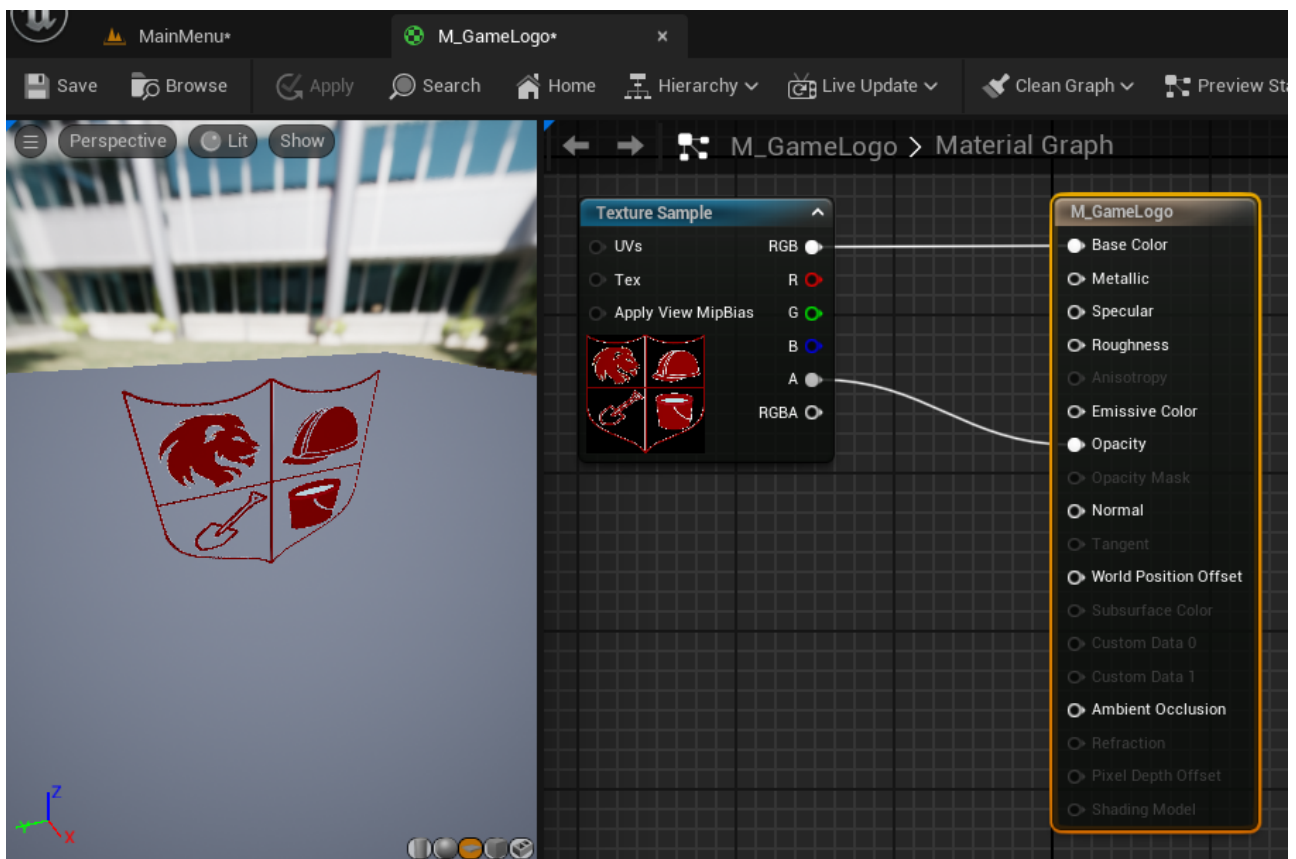 MainMenu*
M_GameLogo*
Save Browse Apply Search Home Hierarchy Live Update Clean Graph Preview Sta
Perspective Lit Show
M_GameLogo > Material Graph
Texture Sample
UVs RGB
Tex R
Apply View MipBias G
B
A
RGBA
M_GameLogo
Base Color
Metallic
Specular
Roughness
Anisotropy
Emissive Color
Opacity
Opacity Mask
Normal
Tangent
World Position Offset
Subsurface Color
Custom Data 0
Custom Data 1
Ambient Occlusion
Refraction
Pixel Depth Offset
Shading Model
Z
Y
X